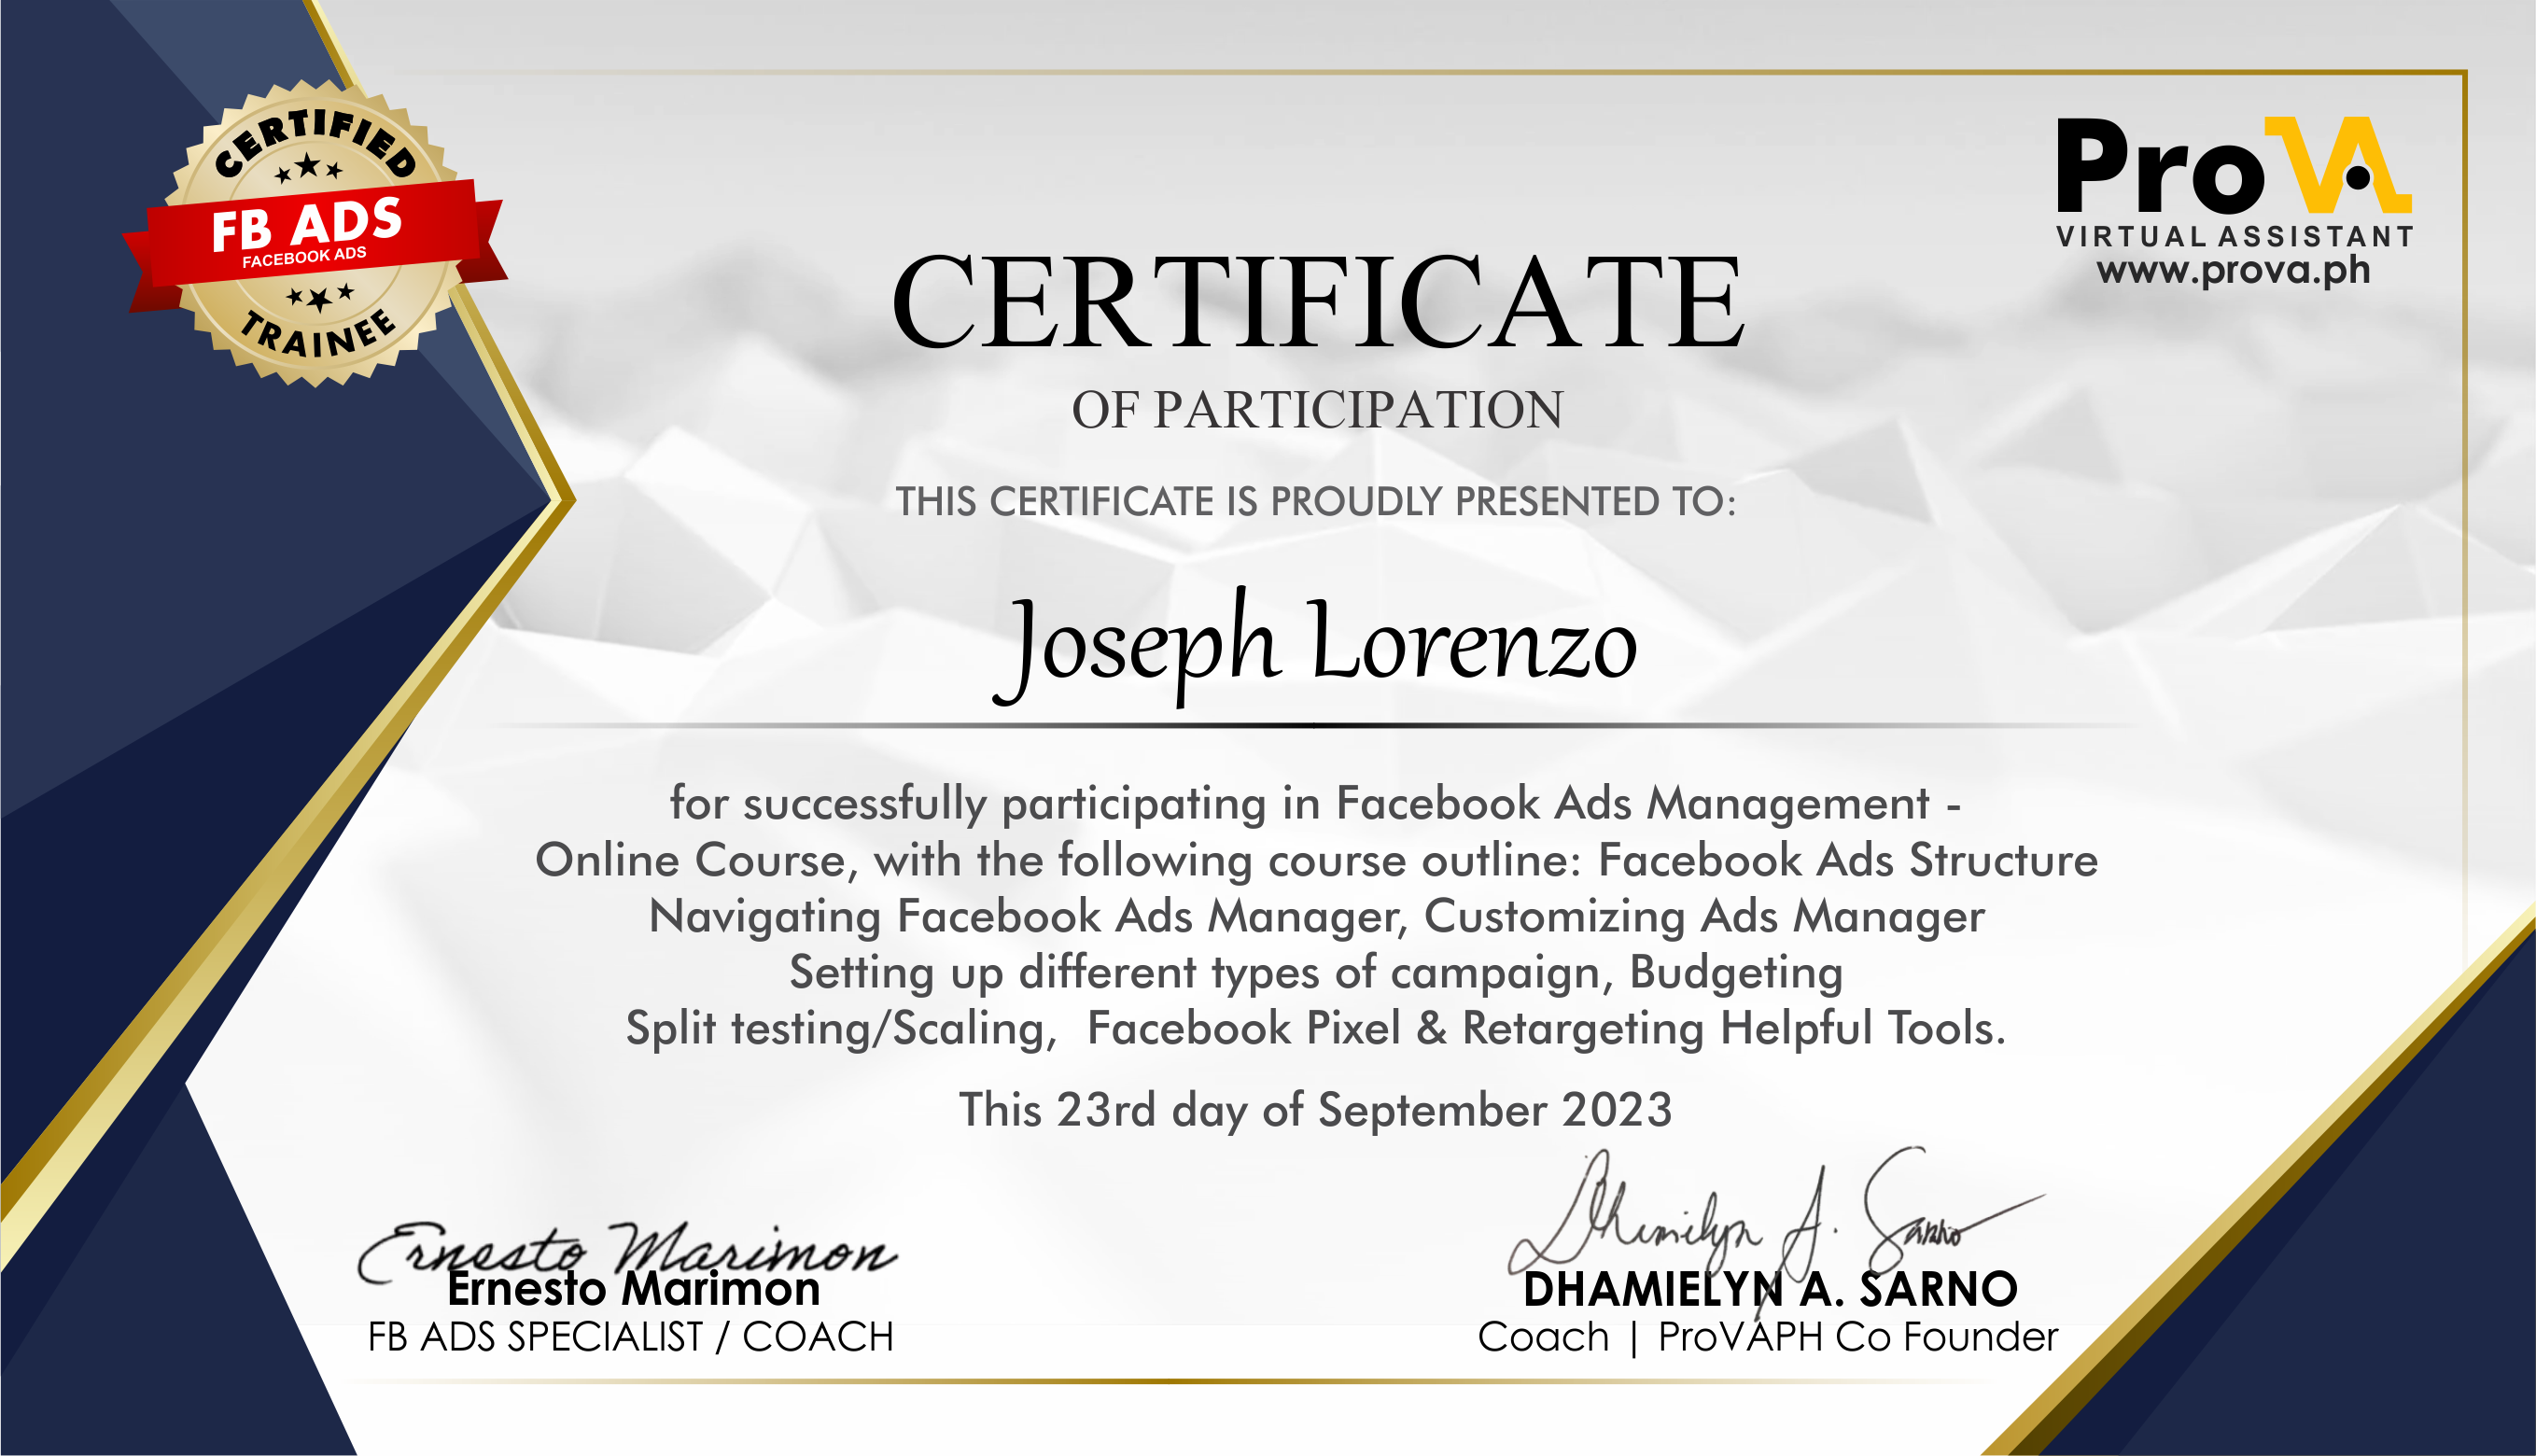 CERTIFIED
FB ADS
FACEBOOK ADS
TRAINEE
ProVA
VIRTUAL ASSISTANT
www.prova.ph
CERTIFICATE
OF PARTICIPATION
THIS CERTIFICATE IS PROUDLY PRESENTED TO:
Joseph Lorenzo
for successfully participating in Facebook Ads Management -
Online Course, with the following course outline: Facebook Ads Structure
Navigating Facebook Ads Manager, Customizing Ads Manager
Setting up different types of campaign, Budgeting
Split testing/Scaling,  Facebook Pixel & Retargeting Helpful Tools.
This 23rd day of September 2023
Ernesto Marimon
Ernesto Marimon
FB ADS SPECIALIST / COACH
Dhamielyn A. Sarno
DHAMIELYN A. SARNO
Coach | ProVAPH Co Founder